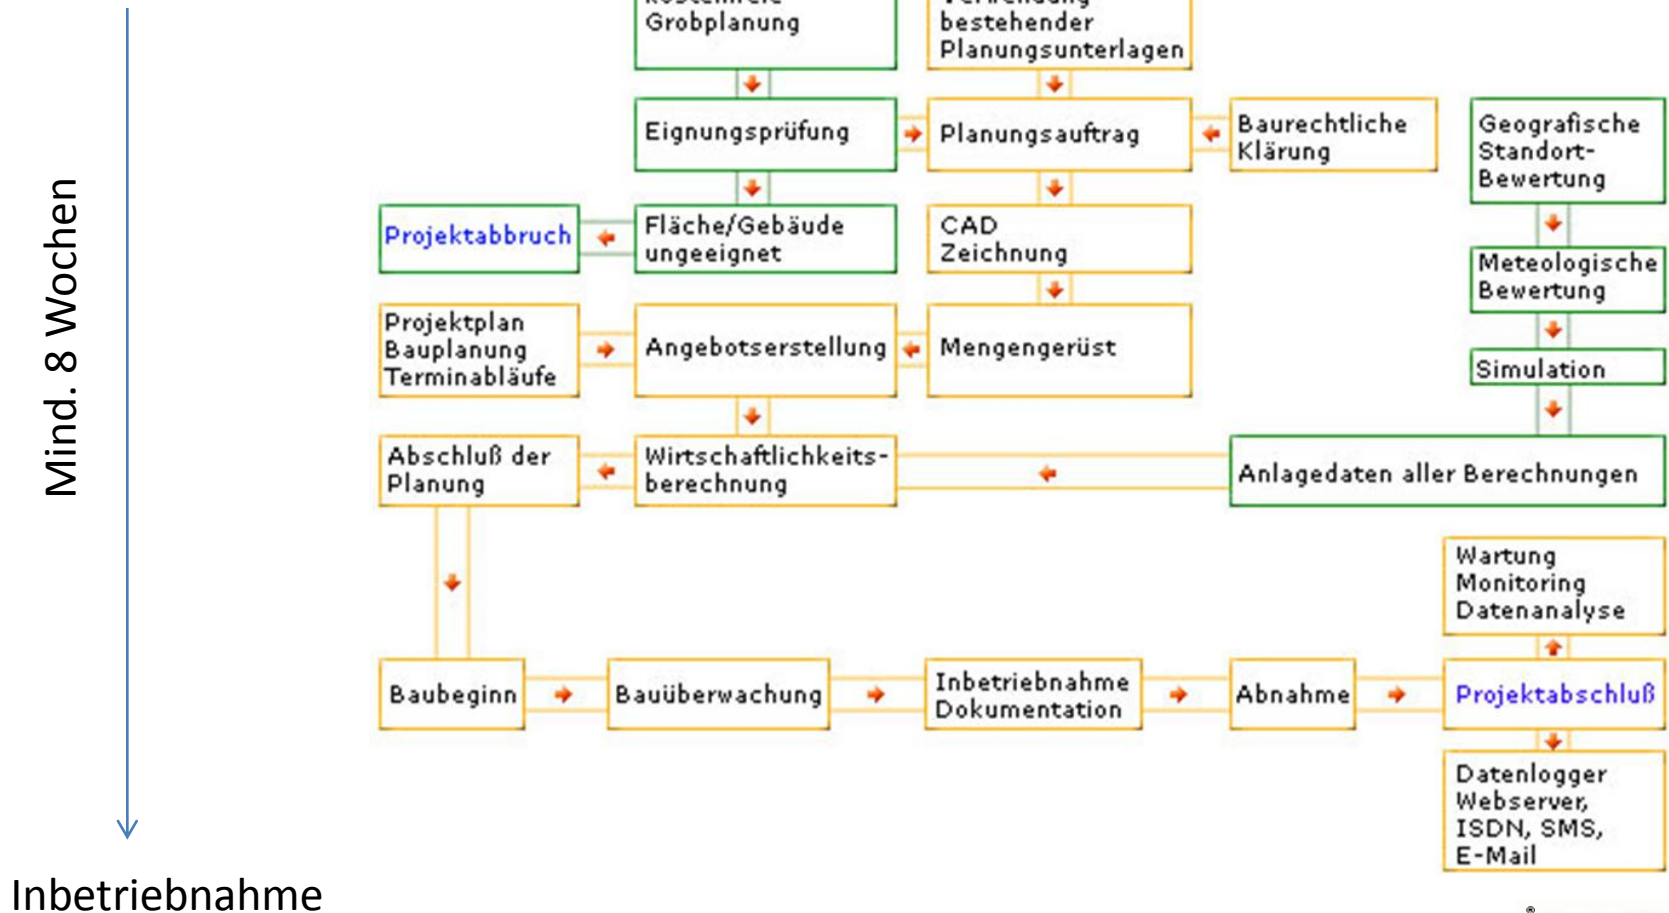 Grobplanung
bestehender
Planungsunterlagen
Eignungsprüfung
Planungsauftrag
Baurechtliche
Klärung
Geografische
Standort-
Bewertung
Mind. 8 Wochen
Projektabbruch
Fläche/Gebäude
ungeeignet
CAD
Zeichnung
Meteologische
Bewertung
Projektplan
Bauplanung
Terminabläufe
Angebotserstellung
Mengengerüst
Simulation
Abschluß der
Planung
Wirtschaftlichkeits-
berechnung
Anlagedaten aller Berechnungen
Wartung
Monitoring
Datenanalyse
Baubeginn
Bauüberwachung
Inbetriebnahme
Dokumentation
Abnahme
Projektabschluß
Datenlogger
Webserver,
ISDN, SMS,
E-Mail
Inbetriebnahme
®